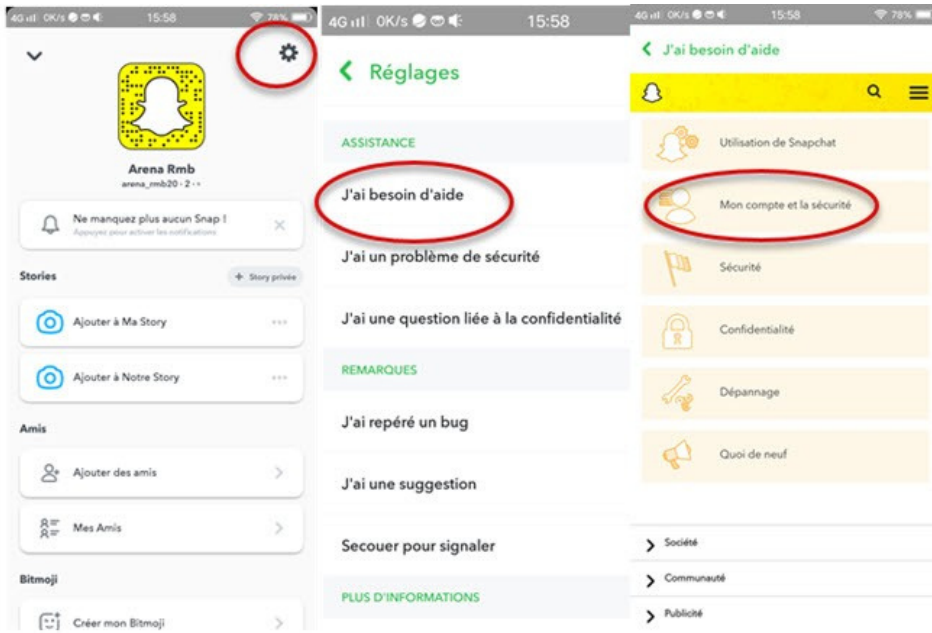 4G 0K/s 15:58 78%
Arena Rmb
arena_rmb20 · 2
Ne manquez plus aucun Snap !
Appuyez pour activer les notifications
Stories
+ Story privée
Ajouter à Ma Story
Ajouter à Notre Story
Amis
Ajouter des amis
Mes Amis
Bitmoji
Créer mon Bitmoji
4G 0K/s 15:58
Réglages
ASSISTANCE
J'ai besoin d'aide
J'ai un problème de sécurité
J'ai une question liée à la confidentialité
REMARQUES
J'ai repéré un bug
J'ai une suggestion
Secouer pour signaler
PLUS D'INFORMATIONS
4G 0K/s 15:58 78%
J'ai besoin d'aide
Utilisation de Snapchat
Mon compte et la sécurité
Sécurité
Confidentialité
Dépannage
Quoi de neuf
Société
Communauté
Publicité